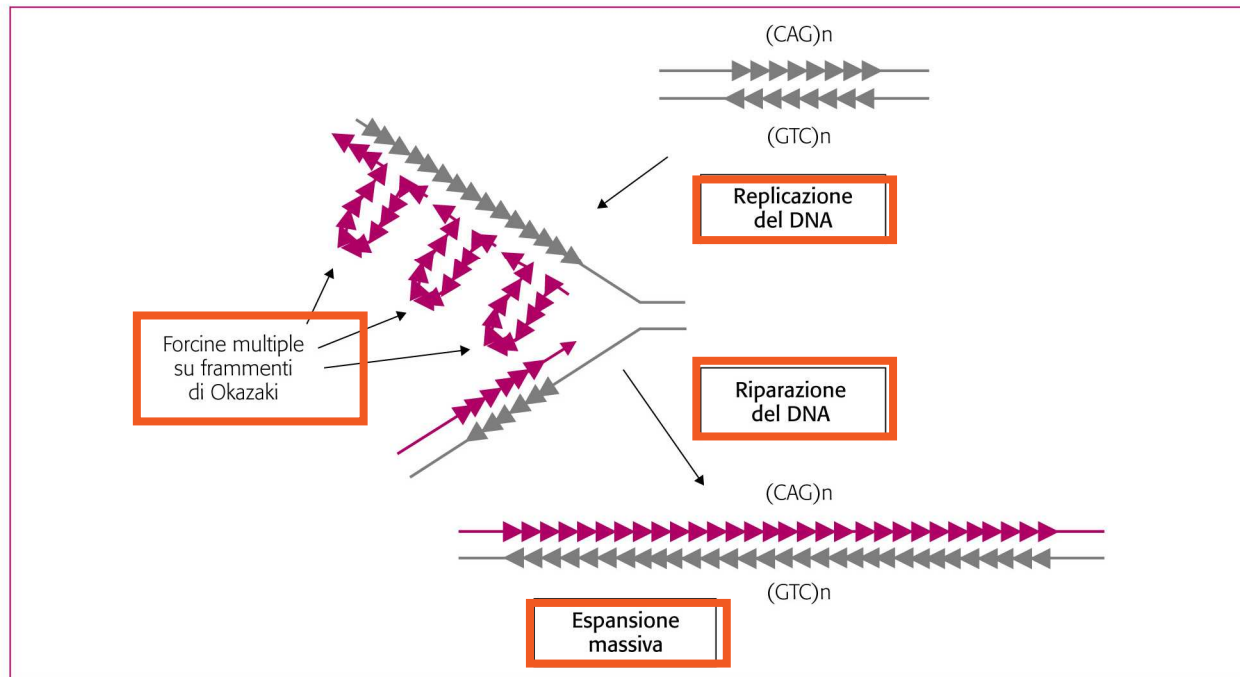 (CAG)n
(GTC)n
Replicazione
del DNA
Forcine multiple
su frammenti
di Okazaki
Riparazione
del DNA
(CAG)n
(GTC)n
Espansione
massiva